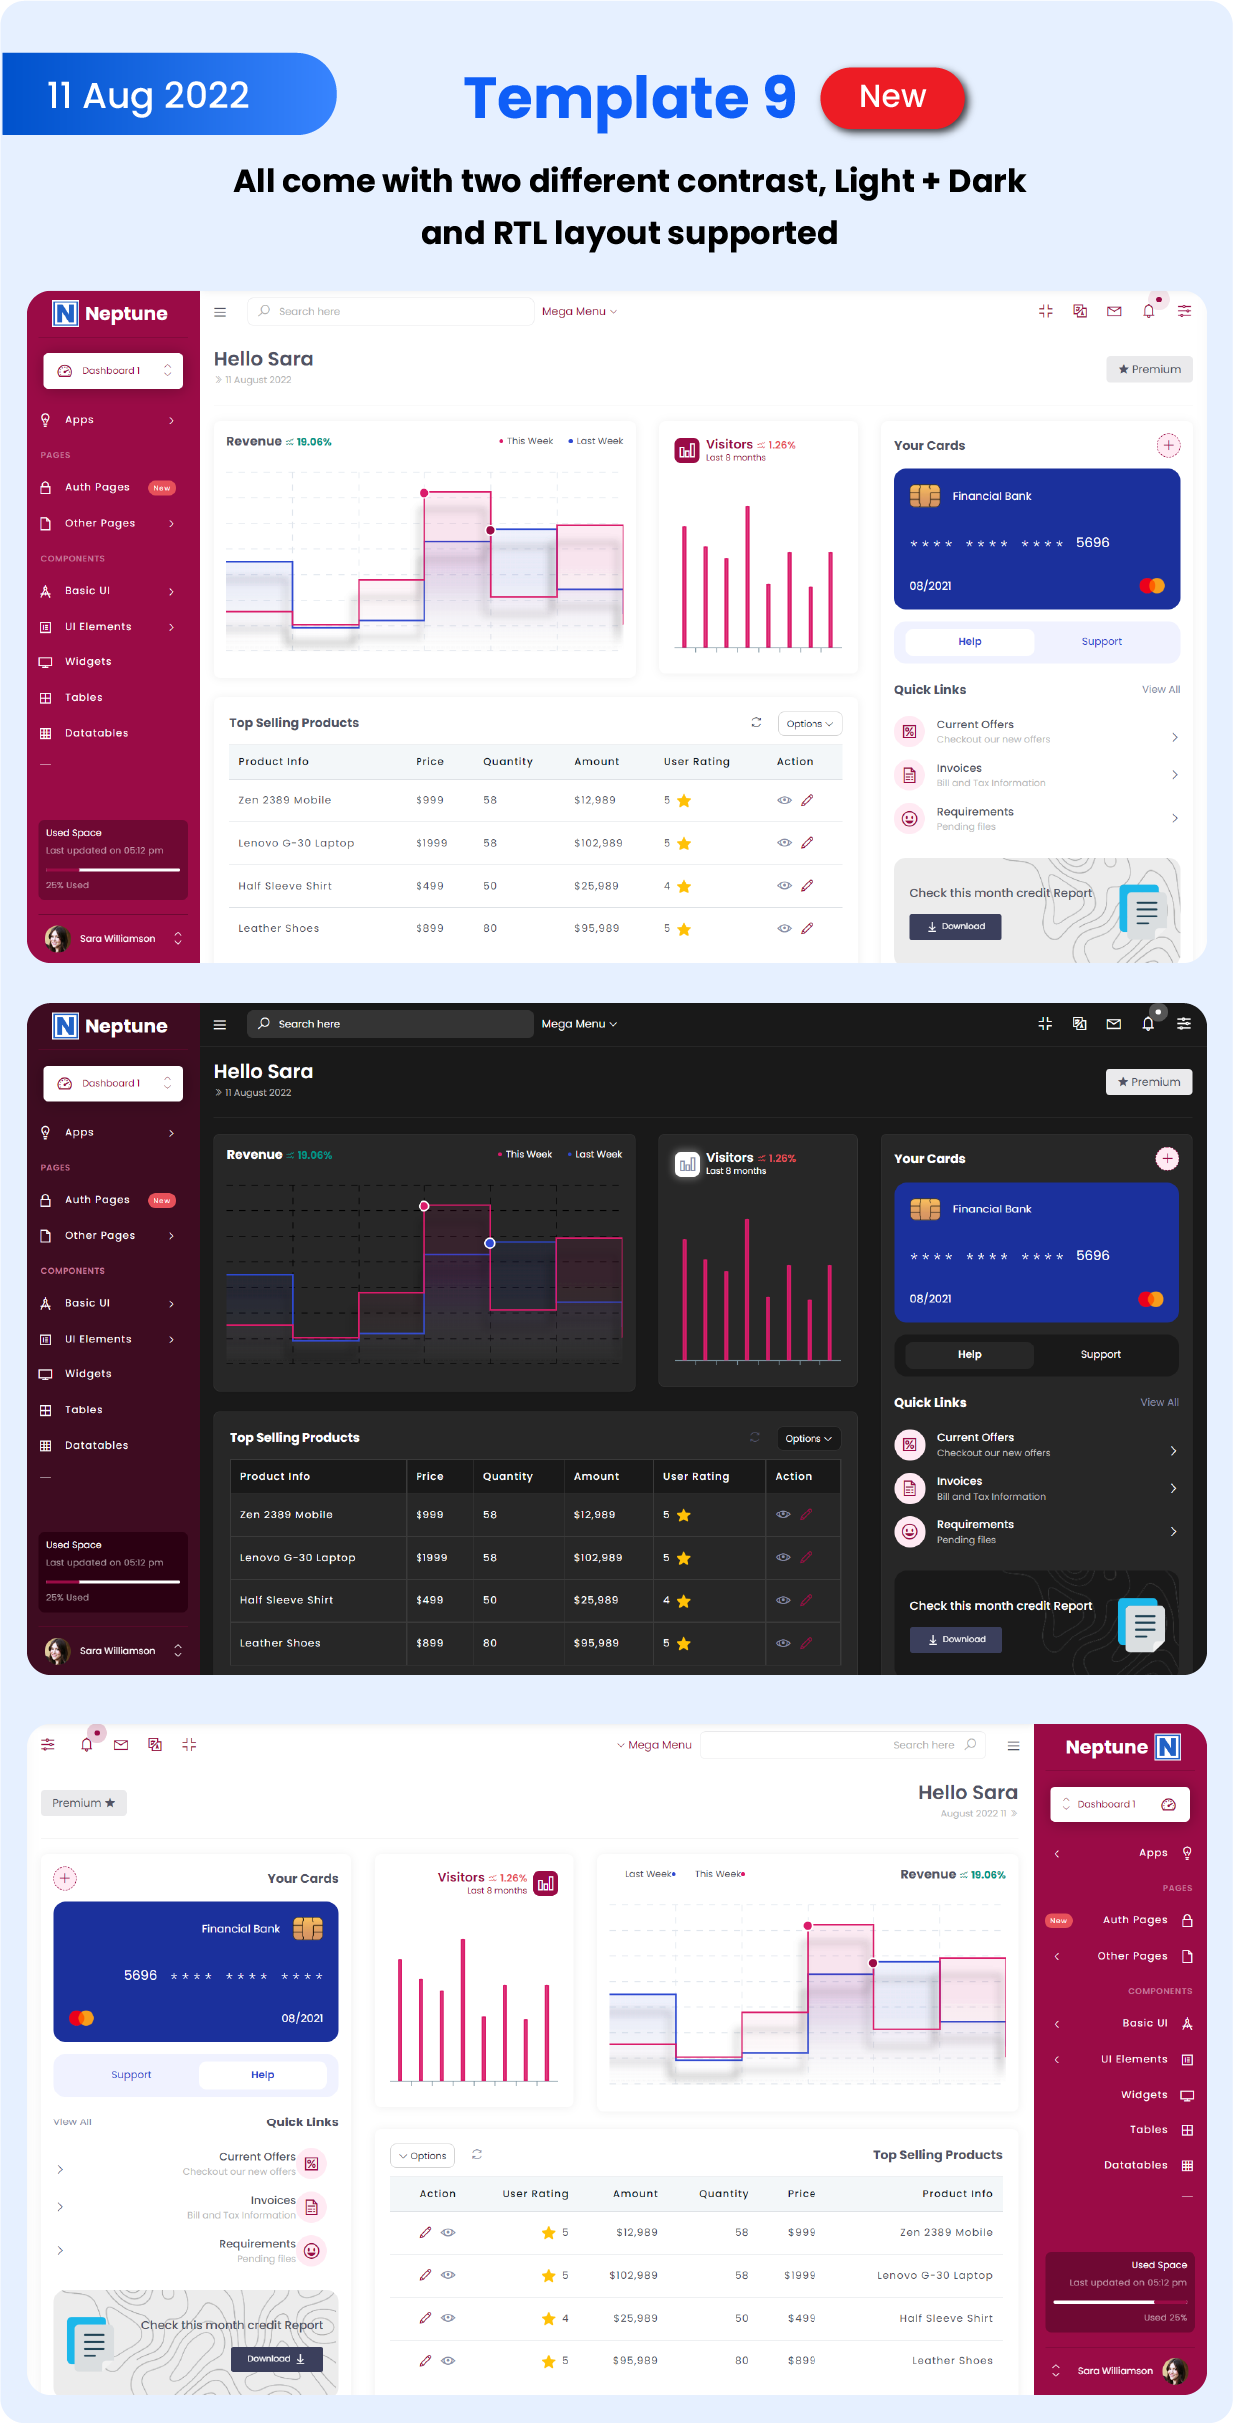 11 Aug 2022
Template 9
New
All come with two different contrast, Light + Dark
and RTL layout supported
Neptune
Search here
Mega Menu
Dashboard 1
Hello Sara
11 August 2022
Premium
Apps
PAGES
Auth Pages New
Other Pages
COMPONENTS
Basic UI
UI Elements
Widgets
Tables
Datatables
Used Space
Last updated on 05:12 pm
25% Used
Sara Williamson
Revenue 19.06%
This Week Last Week
Visitors 1.26%
Last 8 months
Your Cards
Financial Bank
**** **** **** 5696
08/2021
Help Support
Quick Links View All
Current Offers
Checkout our new offers
Invoices
Bill and Tax Information
Requirements
Pending files
Check this month credit Report
Download
Top Selling Products
Options
Product Info Price Quantity Amount User Rating Action
Zen 2389 Mobile $999 58 $12,989 5
Lenovo G-30 Laptop $1999 58 $102,989 5
Half Sleeve Shirt $499 50 $25,989 4
Leather Shoes $899 80 $95,989 5
Neptune
Search here
Mega Menu
Dashboard 1
Hello Sara
11 August 2022
Premium
Apps
PAGES
Auth Pages New
Other Pages
COMPONENTS
Basic UI
UI Elements
Widgets
Tables
Datatables
Used Space
Last updated on 05:12 pm
25% Used
Sara Williamson
Revenue 19.06%
This Week Last Week
Visitors 1.26%
Last 8 months
Your Cards
Financial Bank
**** **** **** 5696
08/2021
Help Support
Quick Links View All
Current Offers
Checkout our new offers
Invoices
Bill and Tax Information
Requirements
Pending files
Check this month credit Report
Download
Top Selling Products
Options
Product Info Price Quantity Amount User Rating Action
Zen 2389 Mobile $999 58 $12,989 5
Lenovo G-30 Laptop $1999 58 $102,989 5
Half Sleeve Shirt $499 50 $25,989 4
Leather Shoes $899 80 $95,989 5
Mega Menu
Search here
Neptune
Premium
Hello Sara
August 2022 11
Dashboard 1
Apps
PAGES
New Auth Pages
Other Pages
COMPONENTS
Basic UI
UI Elements
Widgets
Tables
Datatables
Used Space
Last updated on 05:12 pm
Used 25%
Sara Williamson
Your Cards
Financial Bank
5696 **** **** ****
08/2021
Support Help
View All Quick Links
Current Offers
Checkout our new offers
Invoices
Bill and Tax Information
Requirements
Pending files
Check this month credit Report
Download
Visitors 1.26%
Last 8 months
Last Week This Week
Revenue 19.06%
Options
Top Selling Products
Action User Rating Amount Quantity Price Product Info
5 $12,989 58 $999 Zen 2389 Mobile
5 $102,989 58 $1999 Lenovo G-30 Laptop
4 $25,989 50 $499 Half Sleeve Shirt
5 $95,989 80 $899 Leather Shoes